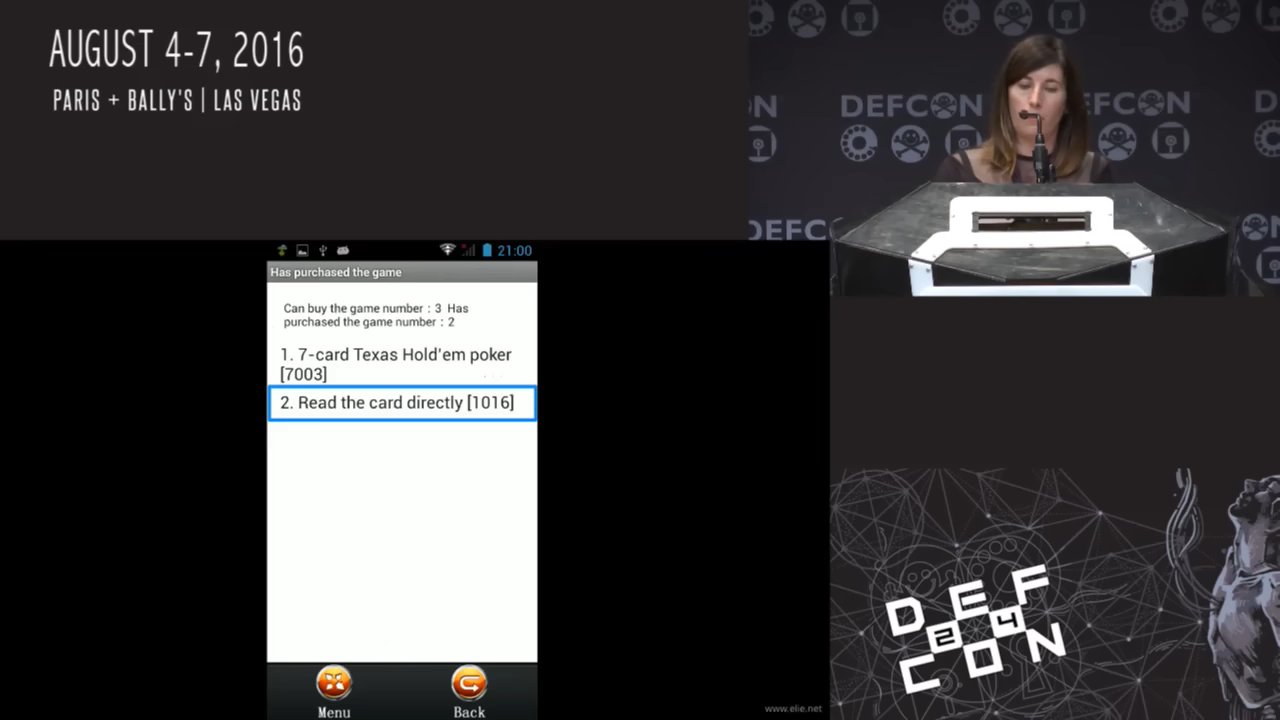 AUGUST 4-7, 2016
PARIS + BALLY'S | LAS VEGAS
DEFCON
EFCON
DEFC
21:00
Has purchased the game
Can buy the game number : 3 Has
purchased the game number : 2
1. 7-card Texas Hold'em poker
[7003]
2. Read the card directly [1016]
Menu
Back
www.elie.net
DEF
24
CON